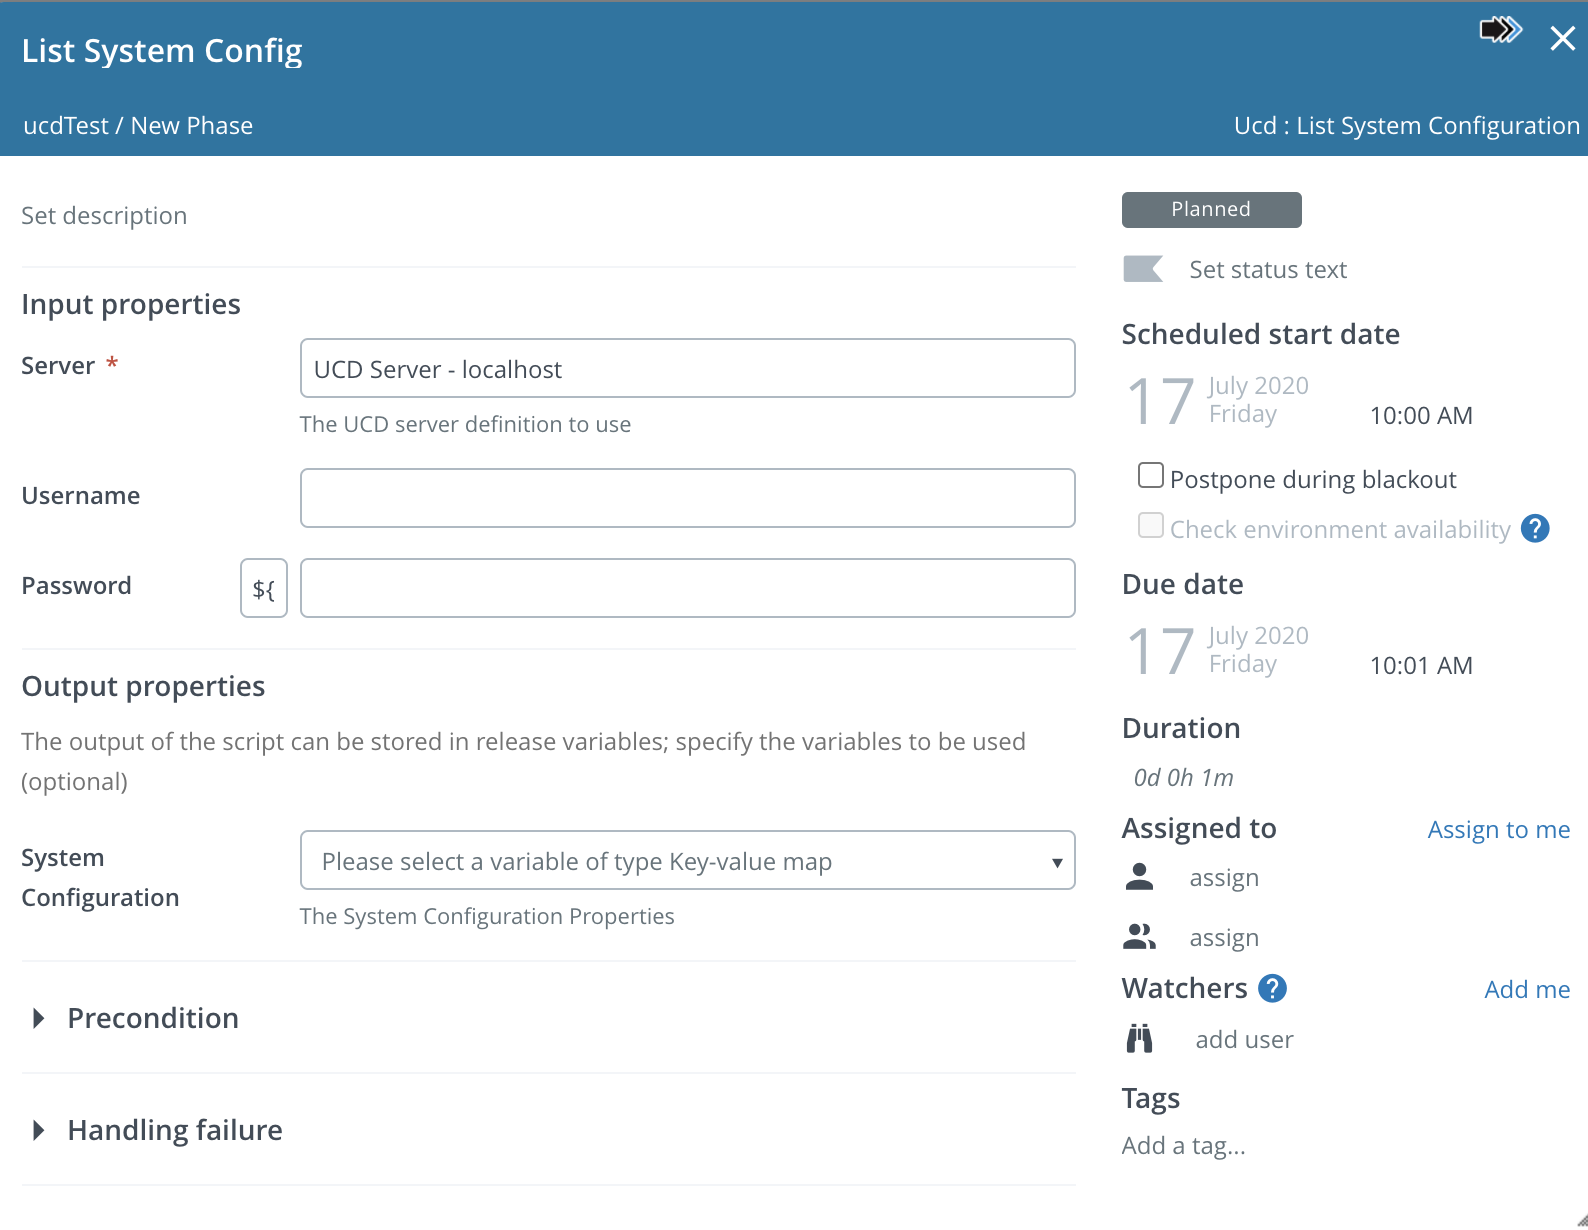 List System Config
ucdTest / New Phase
Ucd : List System Configuration
Set description
Input properties
Server *
UCD Server - localhost
The UCD server definition to use
Username
Password
${
Output properties
The output of the script can be stored in release variables; specify the variables to be used
(optional)
System
Configuration
Please select a variable of type Key-value map
The System Configuration Properties
Precondition
Handling failure
Planned
Set status text
Scheduled start date
17
July 2020
Friday
10:00 AM
Postpone during blackout
Check environment availability ?
Due date
17
July 2020
Friday
10:01 AM
Duration
0d 0h 1m
Assigned to
Assign to me
assign
assign
Watchers ?
Add me
add user
Tags
Add a tag...